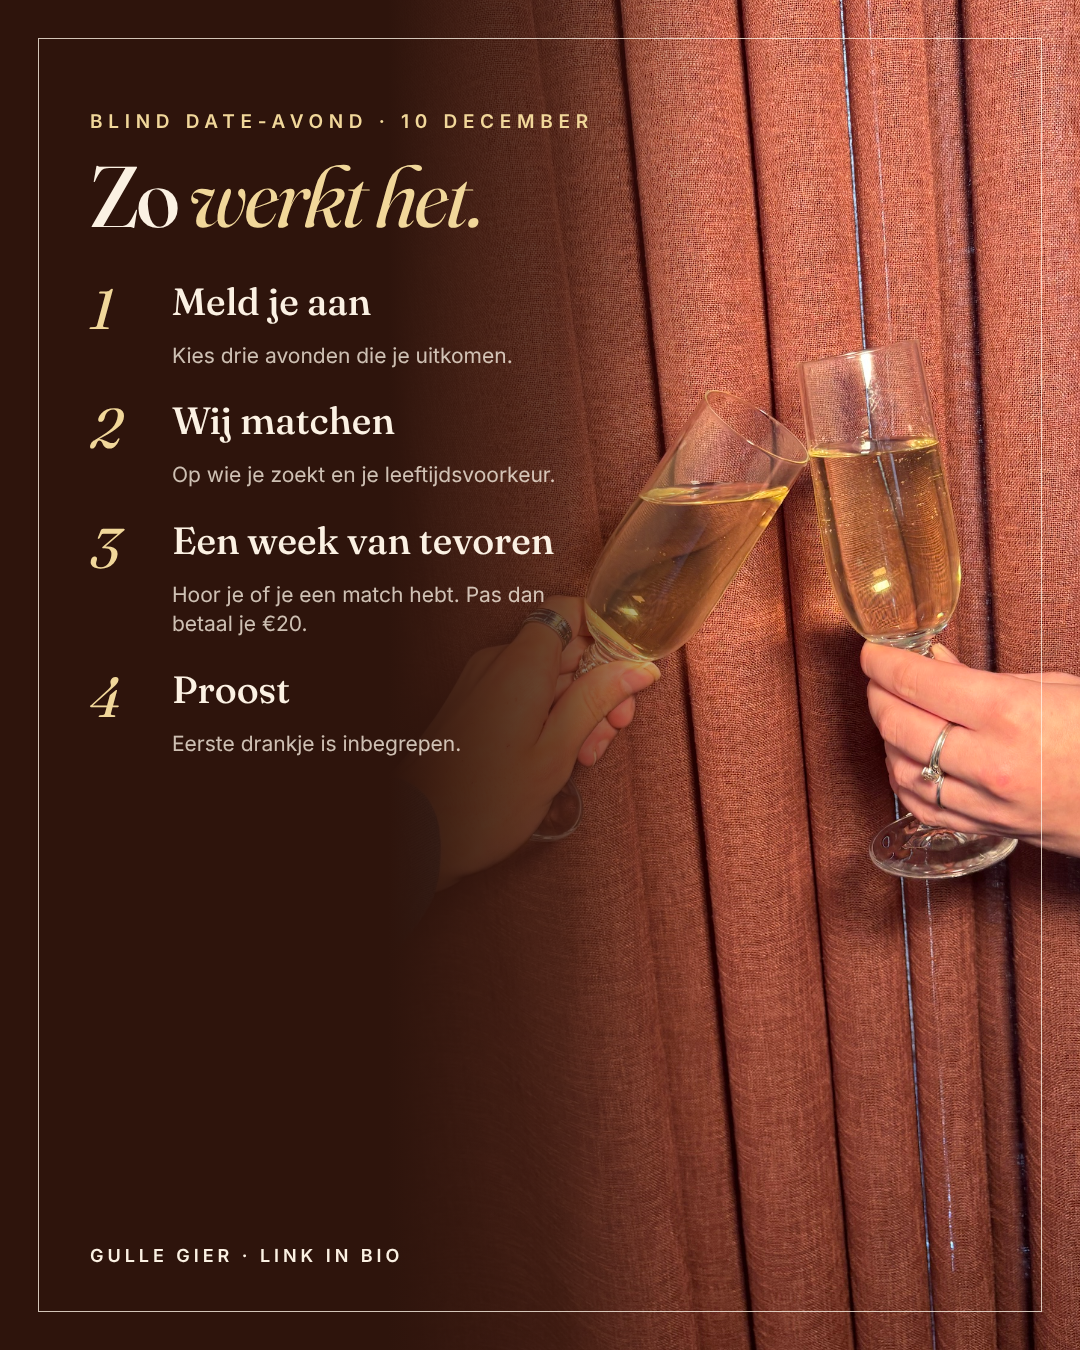 BLIND DATE-AVOND · 10 DECEMBER
Zo werkt het.
1 Meld je aan
Kies drie avonden die je uitkomen.
2 Wij matchen
Op wie je zoekt en je leeftijdsvoorkeur.
3 Een week van tevoren
Hoor je of je een match hebt. Pas dan
betaal je €20.
4 Proost
Eerste drankje is inbegrepen.
GULLE GIER · LINK IN BIO